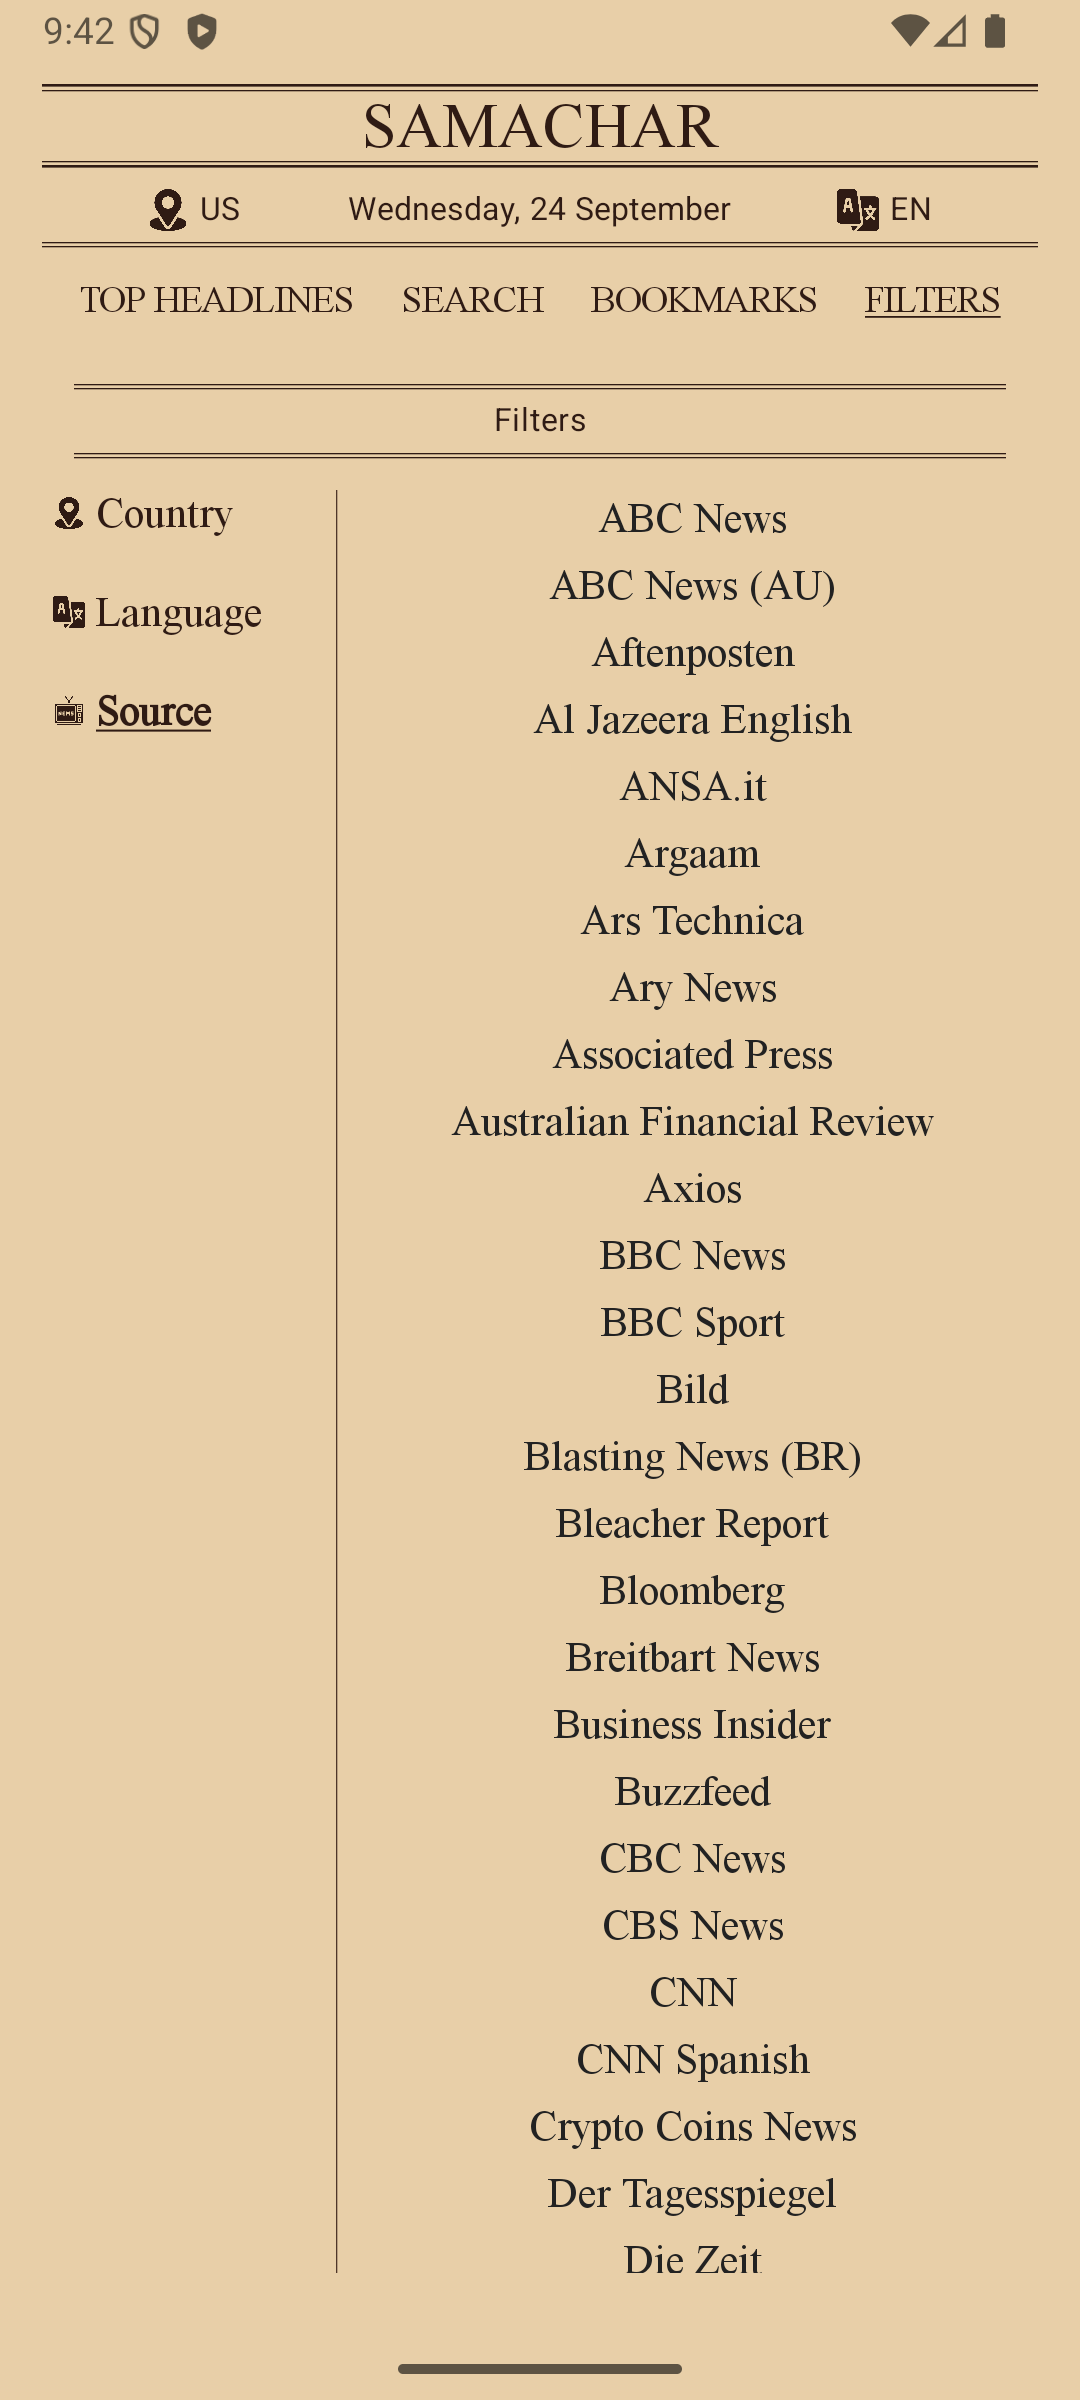 9:42
SAMACHAR
US Wednesday, 24 September EN
TOP HEADLINES SEARCH BOOKMARKS FILTERS
Filters
Country
Language
Source
ABC News
ABC News (AU)
Aftenposten
Al Jazeera English
ANSA.it
Argaam
Ars Technica
Ary News
Associated Press
Australian Financial Review
Axios
BBC News
BBC Sport
Bild
Blasting News (BR)
Bleacher Report
Bloomberg
Breitbart News
Business Insider
Buzzfeed
CBC News
CBS News
CNN
CNN Spanish
Crypto Coins News
Der Tagesspiegel
Die Zeit